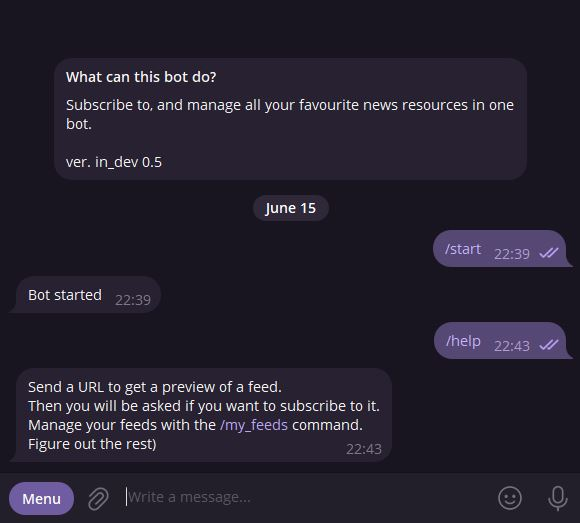 What can this bot do?
Subscribe to, and manage all your favourite news resources in one
bot.
ver. in_dev 0.5
June 15
/start 22:39
Bot started 22:39
/help 22:43
Send a URL to get a preview of a feed.
Then you will be asked if you want to subscribe to it.
Manage your feeds with the /my_feeds command.
Figure out the rest) 22:43
Menu Write a message...